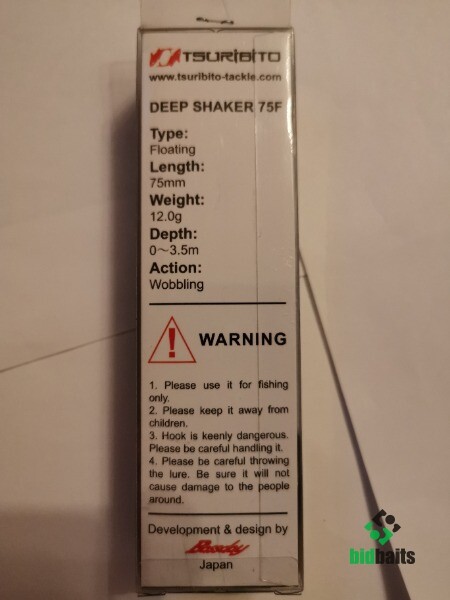 TSURIBITO
www.tsuribito-tackle.com
DEEP SHAKER 75F
Type:
Floating
Length:
75mm
Weight:
12.0g
Depth:
0～3.5m
Action:
Wobbling
WARNING
1. Please use it for fishing
only.
2. Please keep it away from
children.
3. Hook is keenly dangerous.
Please be careful handling it.
4. Please be careful throwing
the lure. Be sure it will not
cause damage to the people
around.
Development & design by
Japan
bidbaits